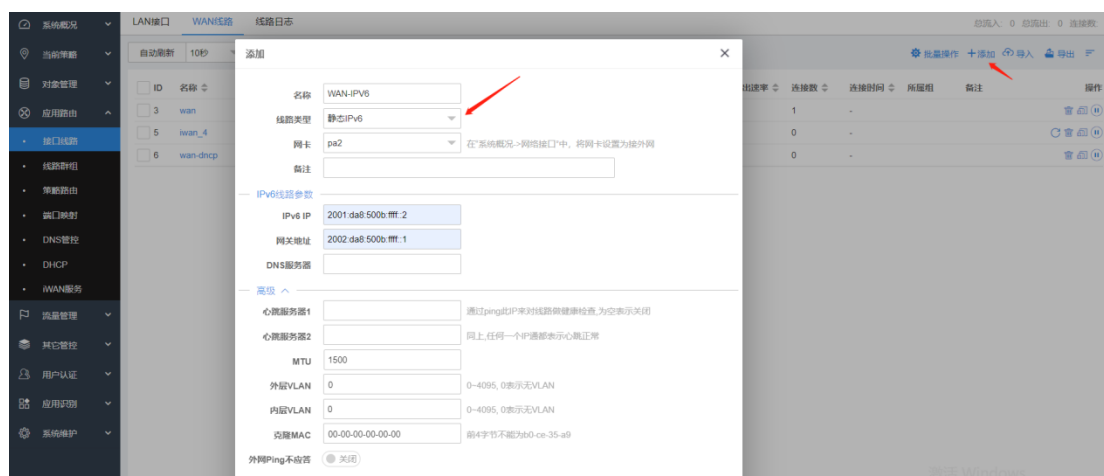 系统概况
当前策略
对象管理
应用路由
接口线路
线路群组
策略路由
端口映射
DNS管控
DHCP
iWAN服务
流量管理
其它管控
用户认证
应用识别
系统维护
LAN接口 WAN线路 线路日志
总流入: 0 总流出: 0 连接数:
自动刷新 10秒
批量操作 添加 导入 导出
ID 名称 出速率 连接数 连接时间 所属组 备注 操作
3 wan 1 -
5 iwan_4 0 -
6 wan-dncp 0 -
添加
名称 WAN-IPV6
线路类型 静态IPv6
网卡 pa2 在"系统概况->网络接口"中，将网卡设置为接外网
备注
IPv6线路参数
IPv6 IP 2001:da8:500b:ffff::2
网关地址 2002:da8:500b:ffff::1
DNS服务器
高级
心跳服务器1 通过ping此IP来对线路做健康检查,为空表示关闭
心跳服务器2 同上,任何一个IP通都表示心跳正常
MTU 1500
外层VLAN 0 0~4095, 0表示无VLAN
内层VLAN 0 0~4095, 0表示无VLAN
克隆MAC 00-00-00-00-00-00 前4字节不能为b0-ce-35-a9
外网Ping不应答 关闭
激活 Windows